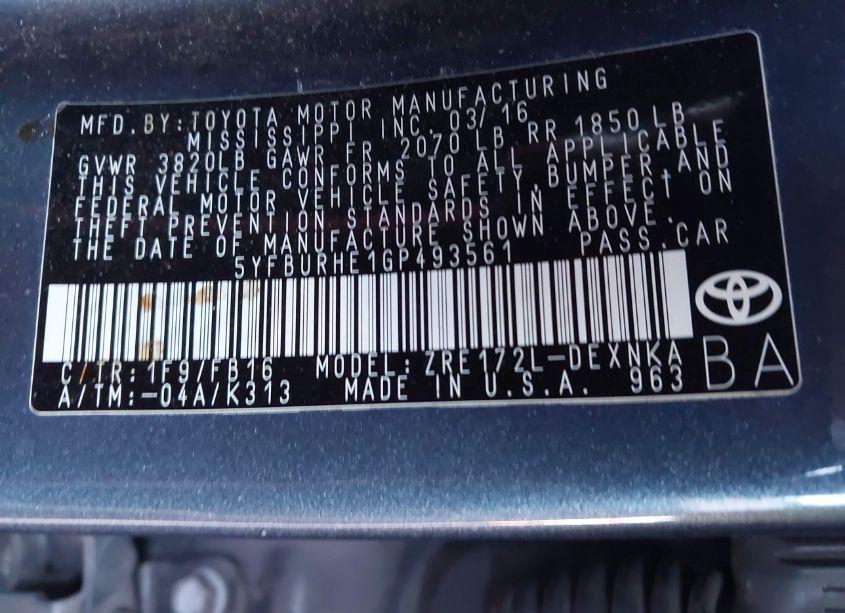 MFD.BY:TOYOTA MOTOR MANUFACTURING
MISSISSIPPI INC. 03/16
GVWR 3820LB GAWR FR 2070 LB RR 1850 LB
THIS VEHICLE CONFORMS TO ALL APPLICABLE
FEDERAL MOTOR VEHICLE SAFETY,BUMPER,AND
THEFT PREVENTION STANDARDS IN EFFECT ON
THE DATE OF MANUFACTURE SHOWN ABOVE.
5YFBURHE1GP493561 PASS.CAR
C/TR:1F9/FB16 MODEL:ZRE172L-DEXNKA
A/TM:-04A/K313 MADE IN U.S.A. 963
BA